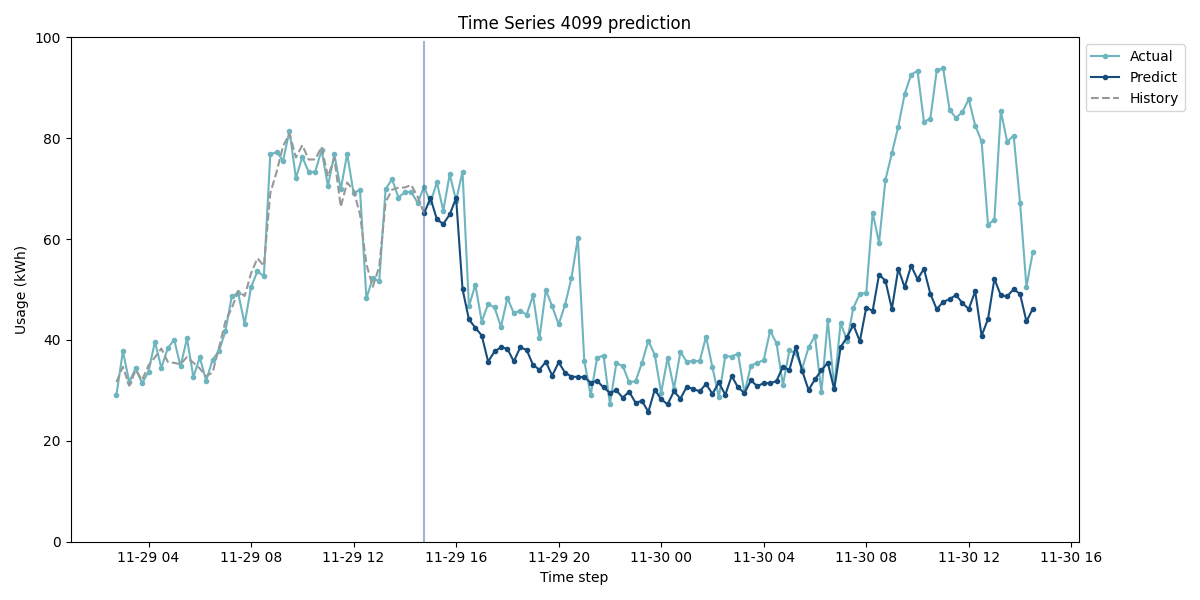 Time Series 4099 prediction
100
80
60
40
20
0
Usage (kWh)
11-29 04
11-29 08
11-29 12
11-29 16
11-29 20
11-30 00
11-30 04
11-30 08
11-30 12
11-30 16
Time step
Actual
Predict
History